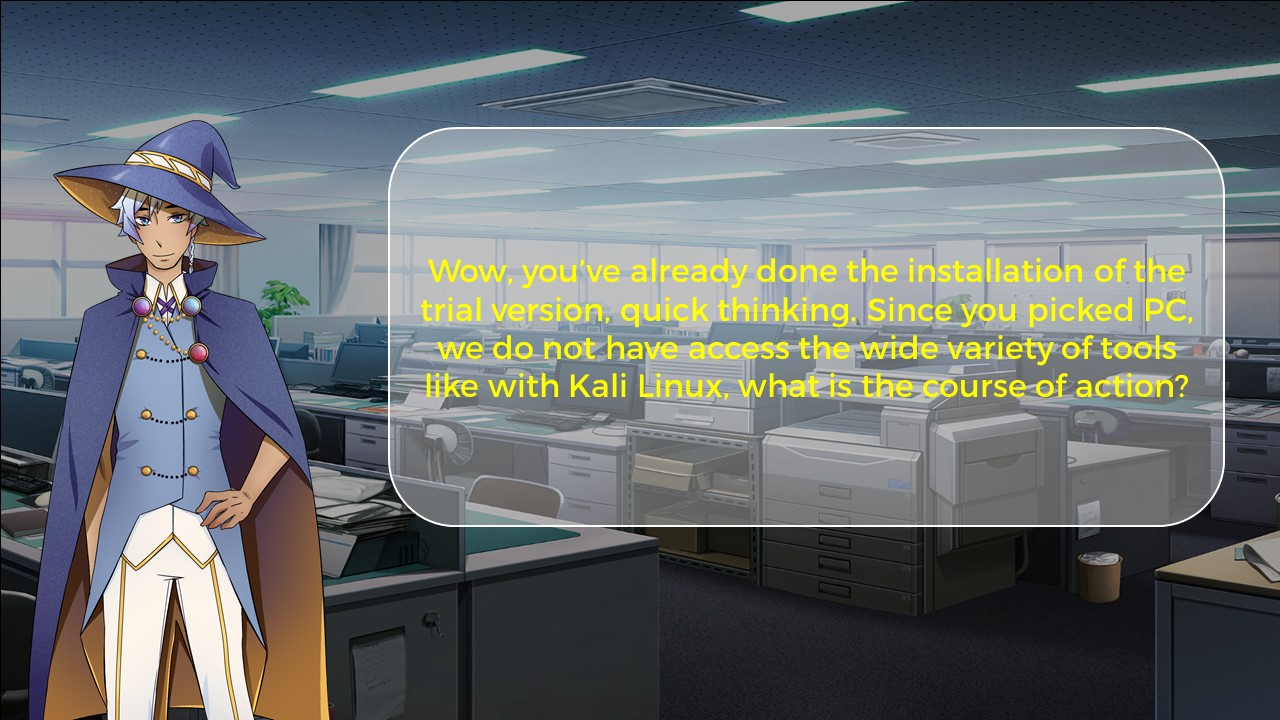 Wow, you've already done the installation of the
trial version, quick thinking. Since you picked PC,
we do not have access the wide variety of tools
like with Kali Linux, what is the course of action?